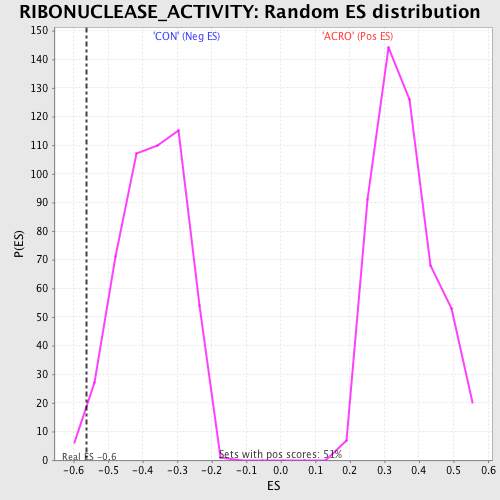 RIBONUCLEASE_ACTIVITY: Random ES distribution
'CON' (Neg ES) 'ACRO' (Pos ES)
150
140
130
120
110
100
90
80
70
60
50
40
30
20
10
0
P(ES)
Real ES -0.6 Sets with pos scores: 51%
-0.6 -0.5 -0.4 -0.3 -0.2 -0.1 0.0 0.1 0.2 0.3 0.4 0.5 0.6
ES